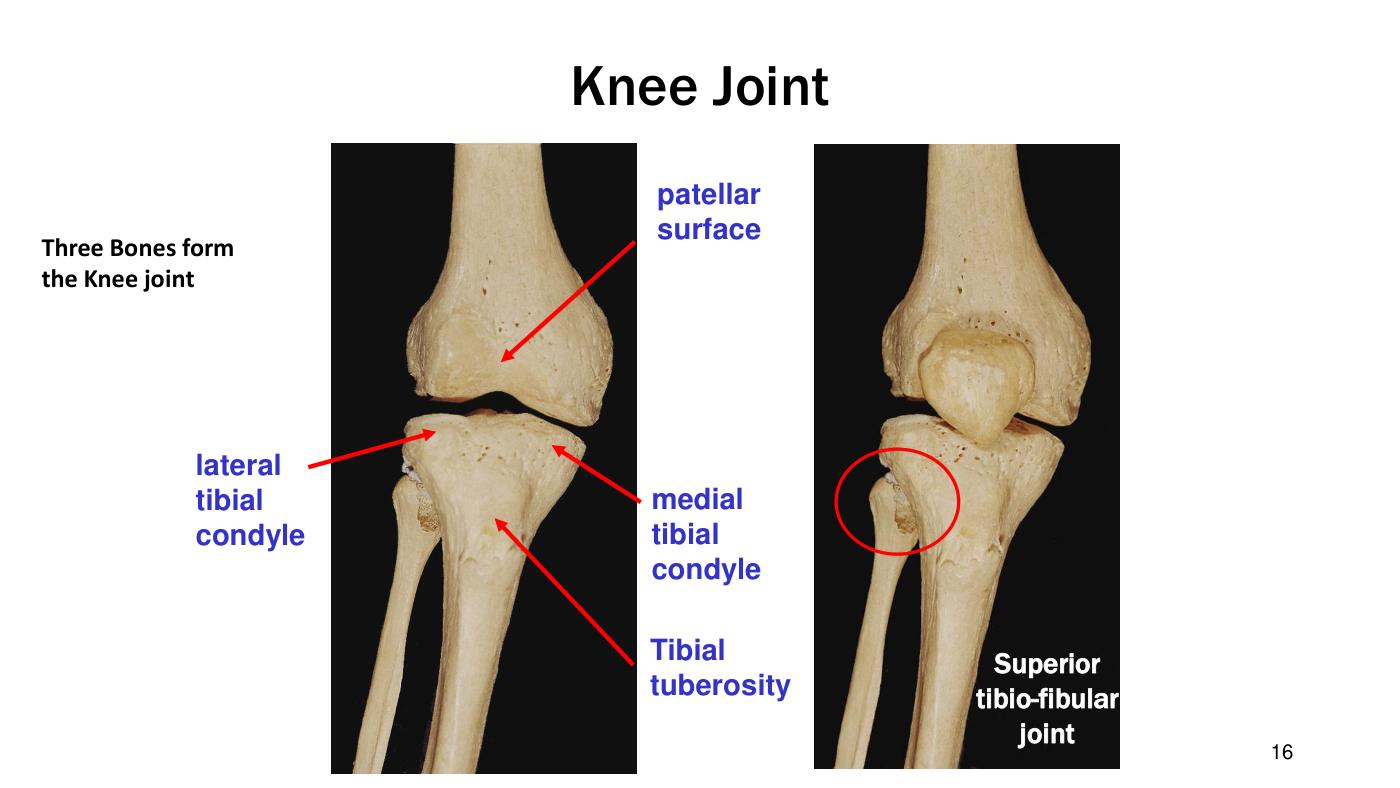 Knee Joint
Three Bones form
the Knee joint
patellar
surface
lateral
tibial
condyle
medial
tibial
condyle
Tibial
tuberosity
Superior
tibio-fibular
joint
16